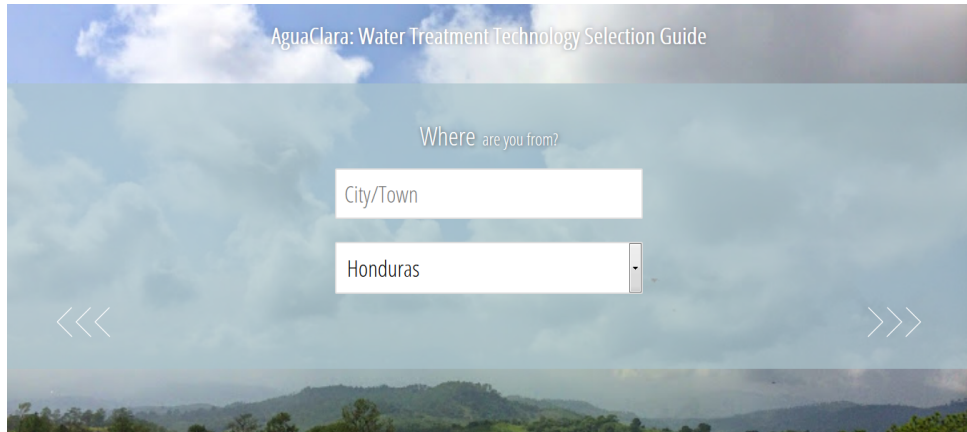 AguaClara: Water Treatment Technology Selection Guide
Where are you from?
City/Town
Honduras